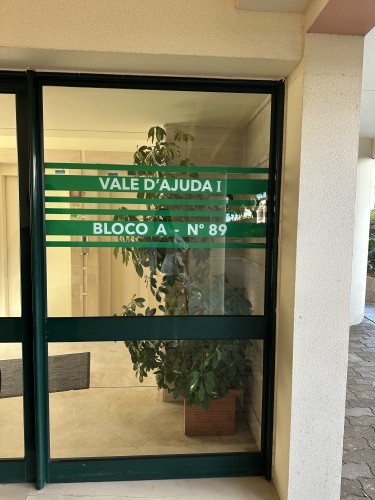 VALE D'AJUDA I
BLOCO A - Nº 89